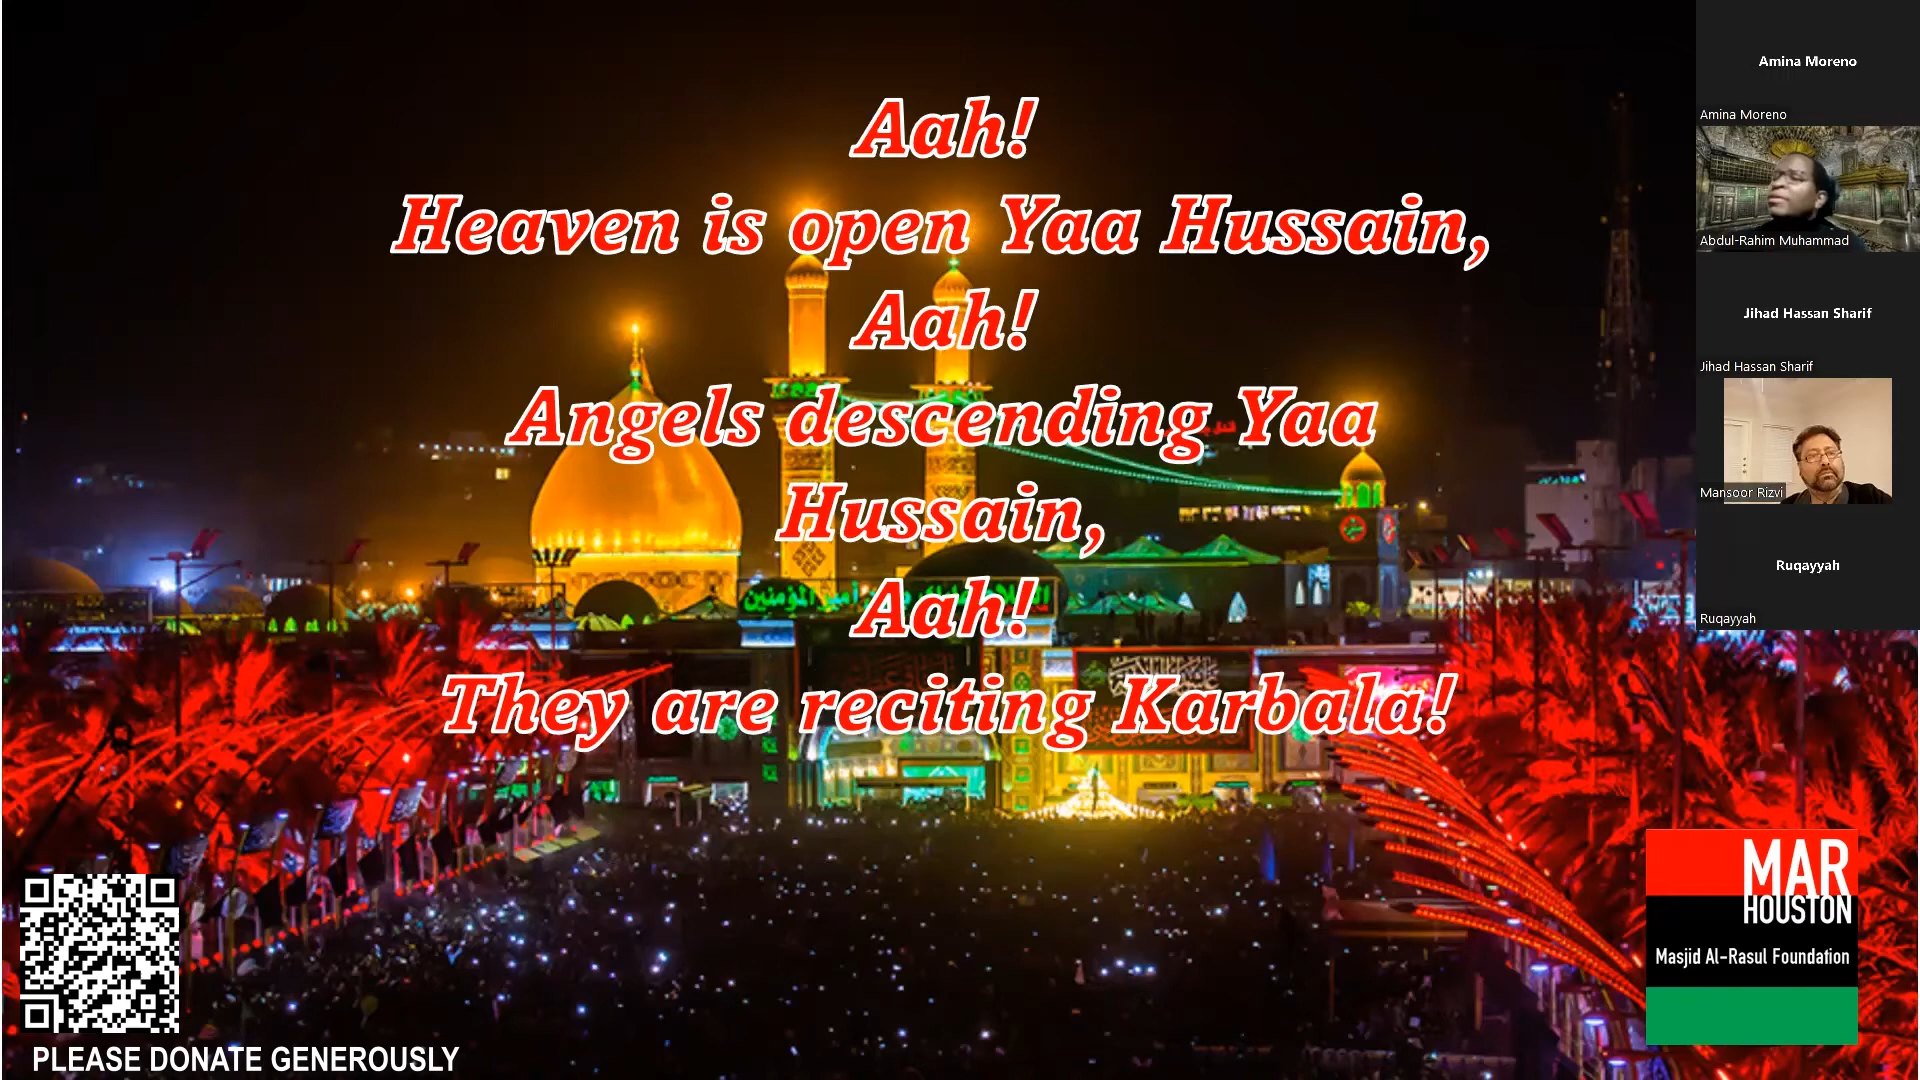 Aah!
Heaven is open Yaa Hussain,
Aah!
Angels descending Yaa
Hussain,
Aah!
They are reciting Karbala!
Amina Moreno
Amina Moreno
Abdul-Rahim Muhammad
Jihad Hassan Sharif
Jihad Hassan Sharif
Mansoor Rizvi
Ruqayyah
Ruqayyah
أمير المؤمنين
MAR
HOUSTON
Masjid Al-Rasul Foundation
PLEASE DONATE GENEROUSLY